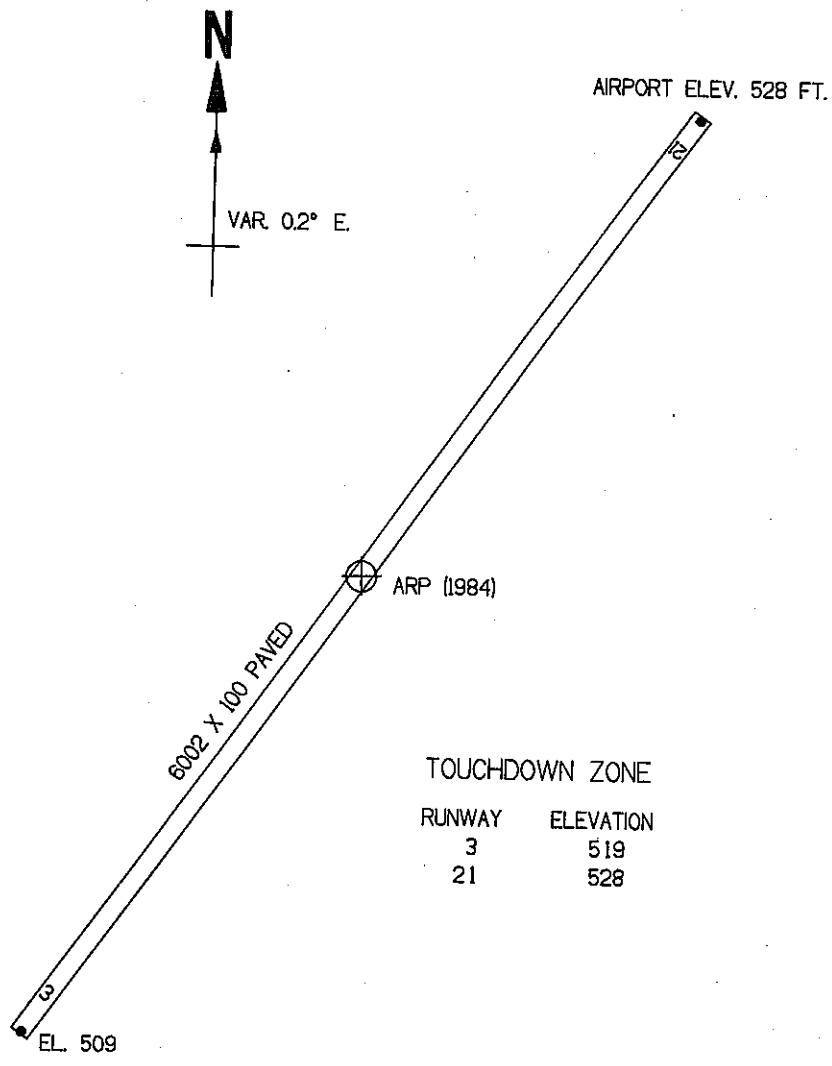 N
AIRPORT ELEV. 528 FT.
21
VAR. 0.2° E.
ARP (1984)
6002 X 100 PAVED
TOUCHDOWN ZONE
RUNWAY ELEVATION
3 519
21 528
3
EL. 509